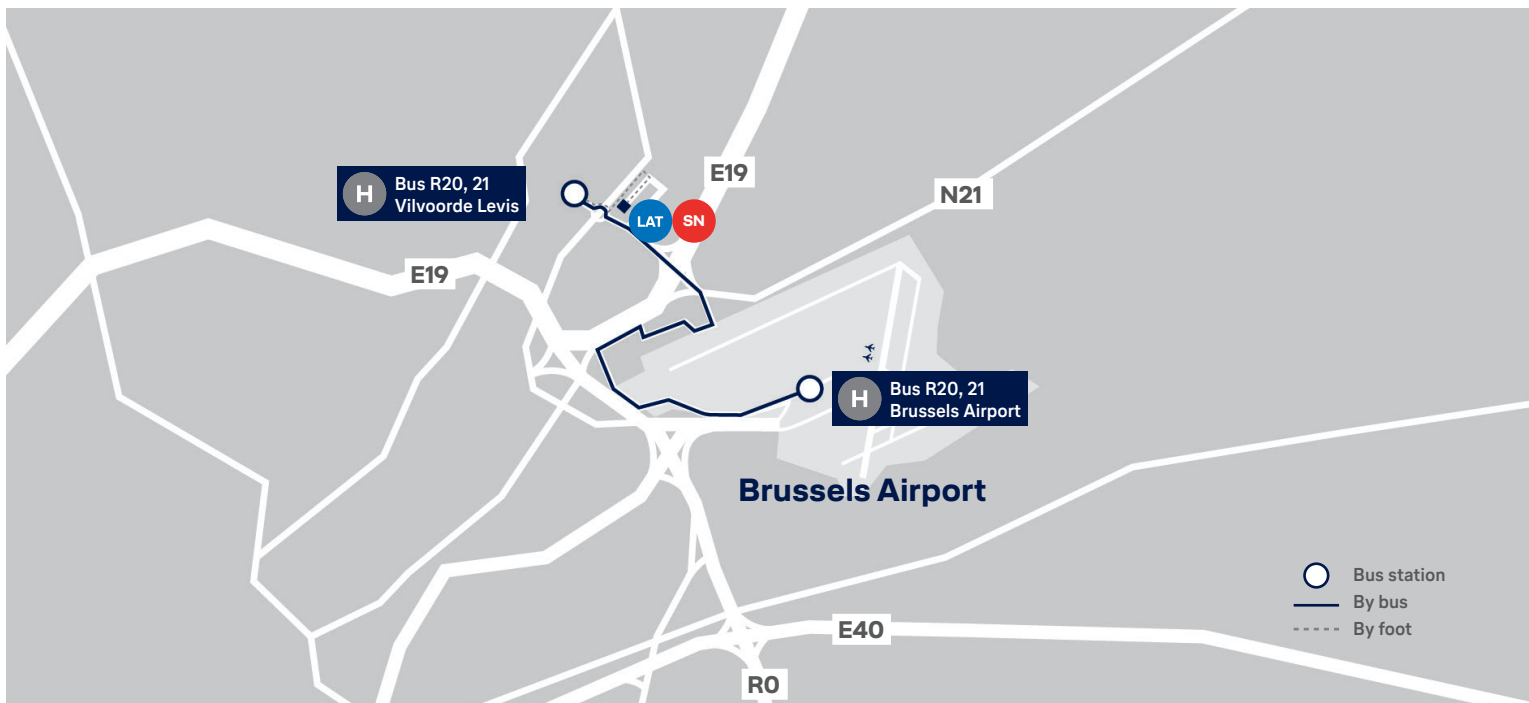 E19
H
Bus R20, 21
Vilvoorde Levis
N21
LAT
SN
E19
H
Bus R20, 21
Brussels Airport
Brussels Airport
Bus station
By bus
By foot
E40
R0